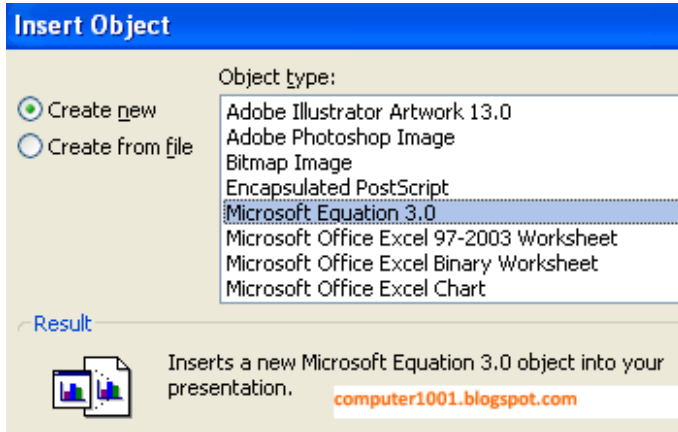 Insert Object
Object type:
Create new
Create from file
Adobe Illustrator Artwork 13.0
Adobe Photoshop Image
Bitmap Image
Encapsulated PostScript
Microsoft Equation 3.0
Microsoft Office Excel 97-2003 Worksheet
Microsoft Office Excel Binary Worksheet
Microsoft Office Excel Chart
Result
Inserts a new Microsoft Equation 3.0 object into your
presentation.
computer1001.blogspot.com